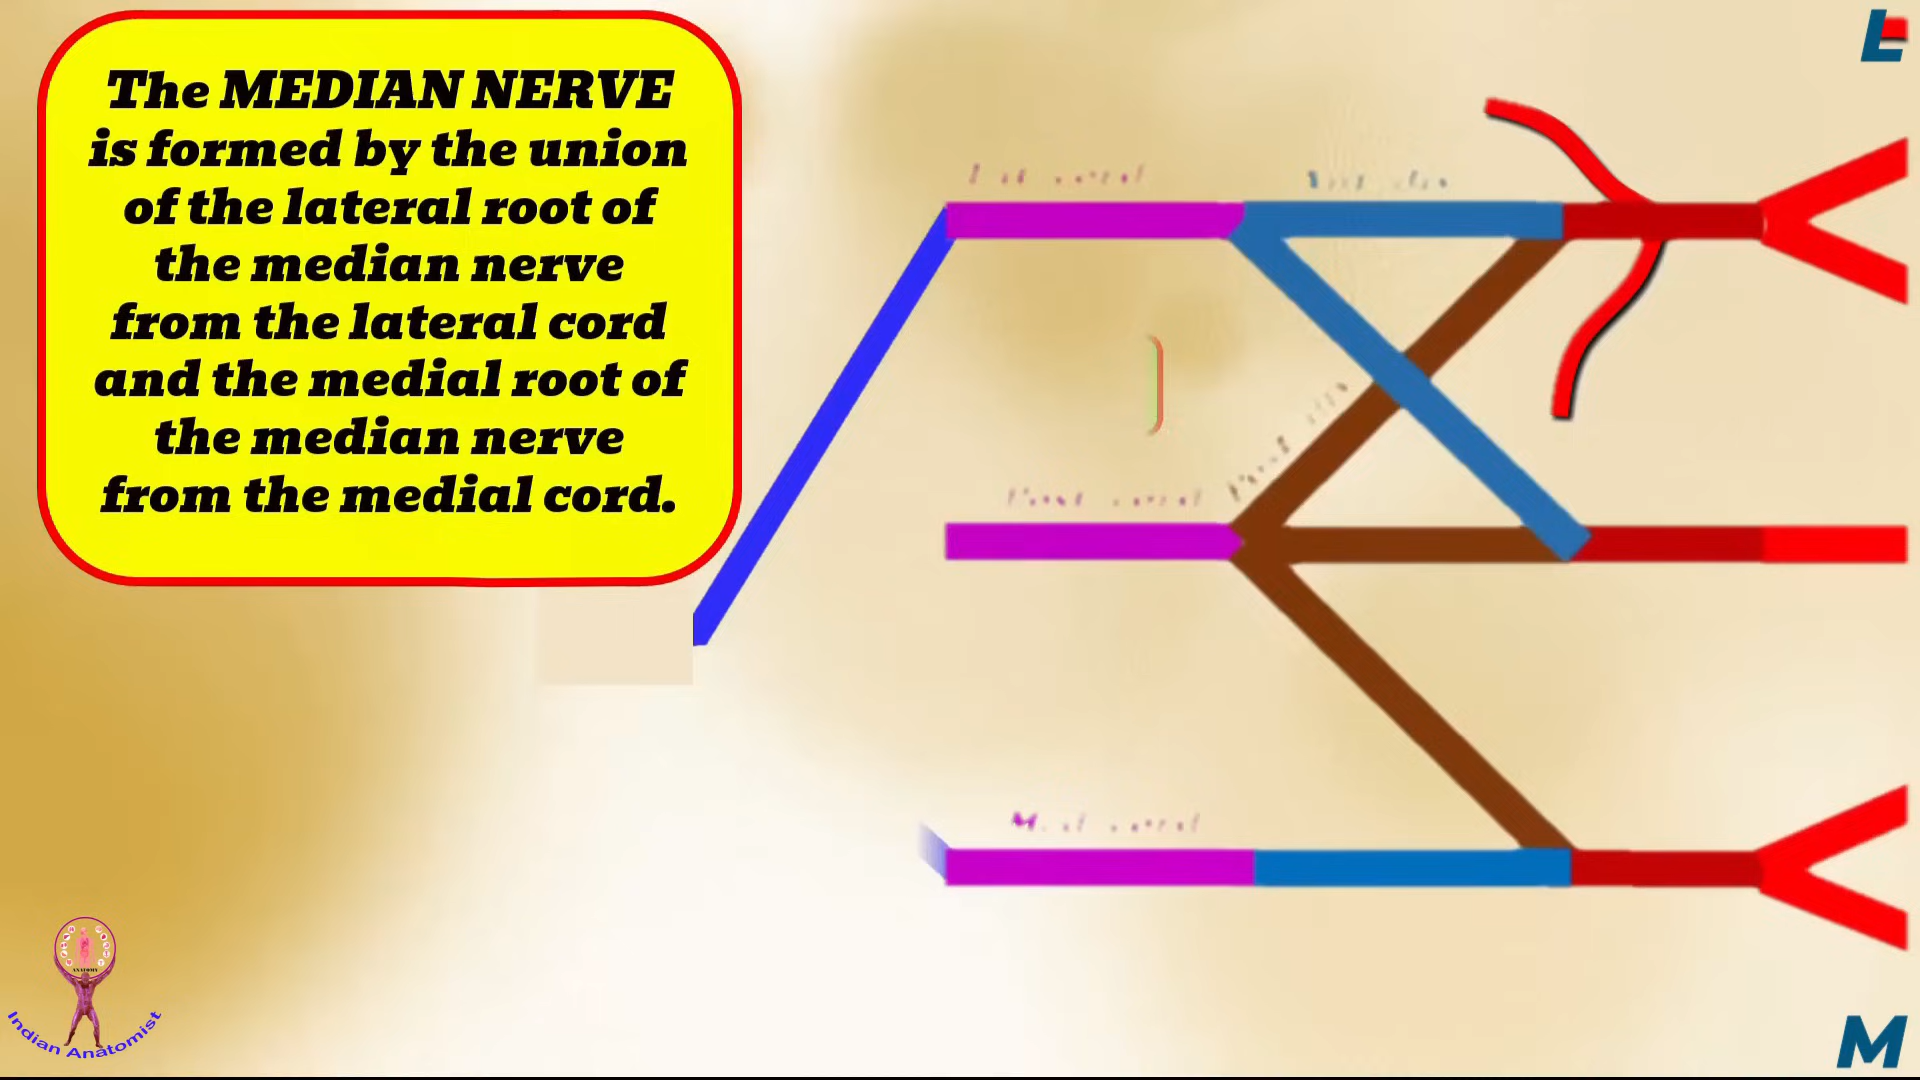 The MEDIAN NERVE
is formed by the union
of the lateral root of
the median nerve
from the lateral cord
and the medial root of
the median nerve
from the medial cord.
L
M
ANATOMY
Indian Anatomist